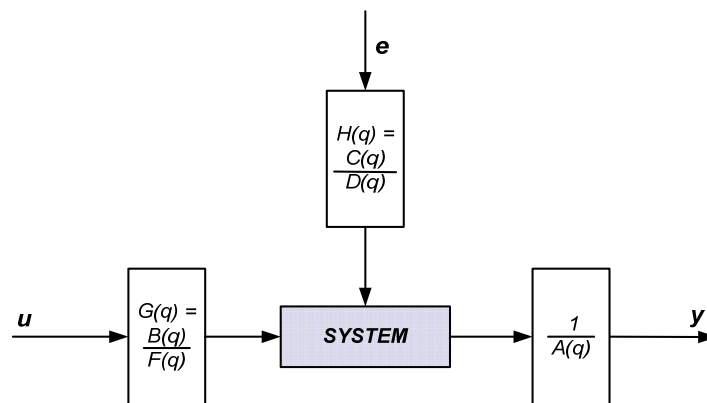 e
H(q) =
C(q)
D(q)
u
G(q) =
B(q)
F(q)
SYSTEM
1
A(q)
y